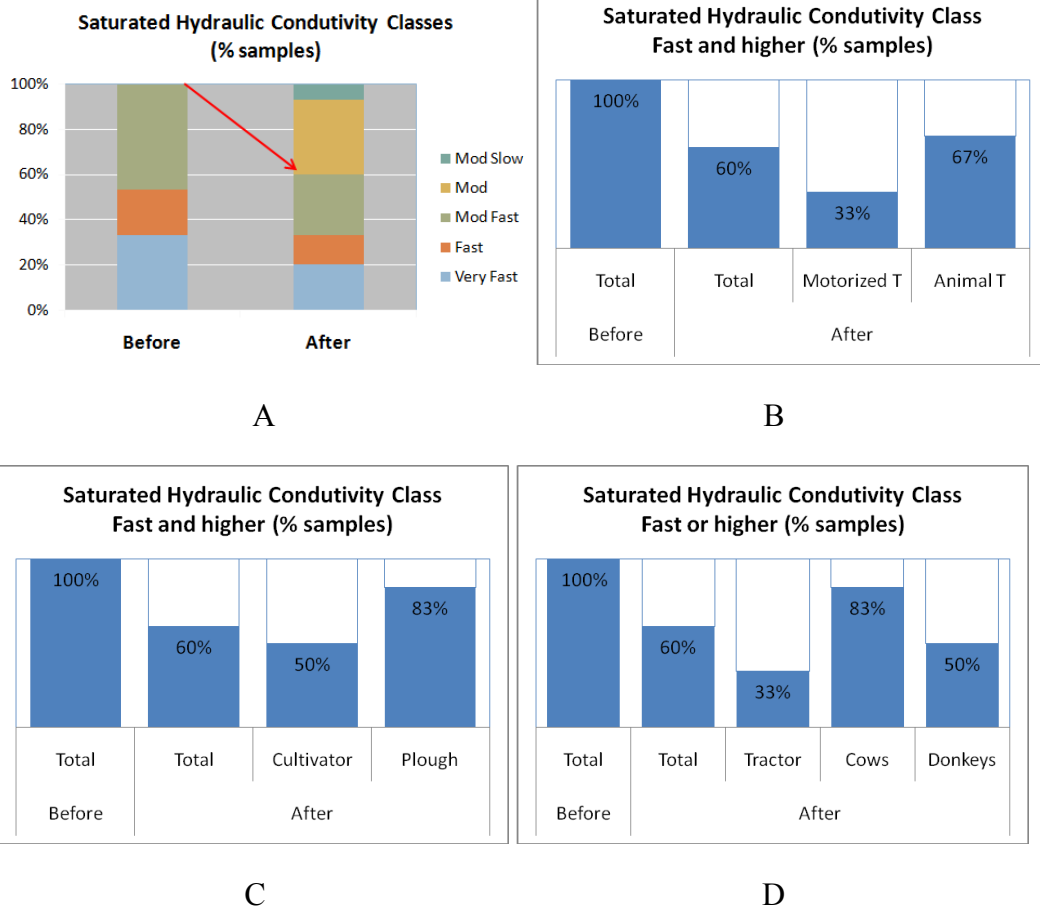 Saturated Hydraulic Condutivity Classes
(% samples)
100%
80%
60%
40%
20%
0%
Before
After
Mod Slow
Mod
Mod Fast
Fast
Very Fast
A
Saturated Hydraulic Condutivity Class
Fast and higher (% samples)
100%
60%
33%
67%
Total
Total
Motorized T
Animal T
Before
After
B
Saturated Hydraulic Condutivity Class
Fast and higher (% samples)
100%
60%
50%
83%
Total
Total
Cultivator
Plough
Before
After
C
Saturated Hydraulic Condutivity Class
Fast or higher (% samples)
100%
60%
33%
83%
50%
Total
Total
Tractor
Cows
Donkeys
Before
After
D